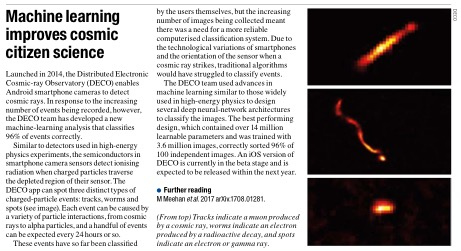 Machine learning
improves cosmic
citizen science
Launched in 2014, the Distributed Electronic
Cosmic-ray Observatory (DECO) enables
Android smartphone cameras to detect
cosmic rays. In response to the increasing
number of events being recorded, however,
the DECO team has developed a new
machine-learning analysis that classifies
96% of events correctly.
Similar to detectors used in high-energy
physics experiments, the semiconductors in
smartphone camera sensors detect ionising
radiation when charged particles traverse
the depleted region of their sensor. The
DECO app can spot three distinct types of
charged-particle events: tracks, worms and
spots (see image). Each event can be caused by
a variety of particle interactions, from cosmic
rays to alpha particles, and a handful of events
can be expected every 24 hours or so.
These events have so far been classified
by the users themselves, but the increasing
number of images being collected meant
there was a need for a more reliable
computerised classification system. Due to
the technological variations of smartphones
and the orientation of the sensor when a
cosmic ray strikes, traditional algorithms
would have struggled to classify events.
The DECO team used advances in
machine learning similar to those widely
used in high-energy physics to design
several deep neural-network architectures
to classify the images. The best performing
design, which contained over 14 million
learnable parameters and was trained with
3.6 million images, correctly sorted 96% of
100 independent images. An iOS version of
DECO is currently in the beta stage and is
expected to be released within the next year.
● Further reading
M Meehan et al. 2017 arXiv:1708.01281.
(From top) Tracks indicate a muon produced
by a cosmic ray, worms indicate an electron
produced by a radioactive decay, and spots
indicate an electron or gamma ray.
DECO